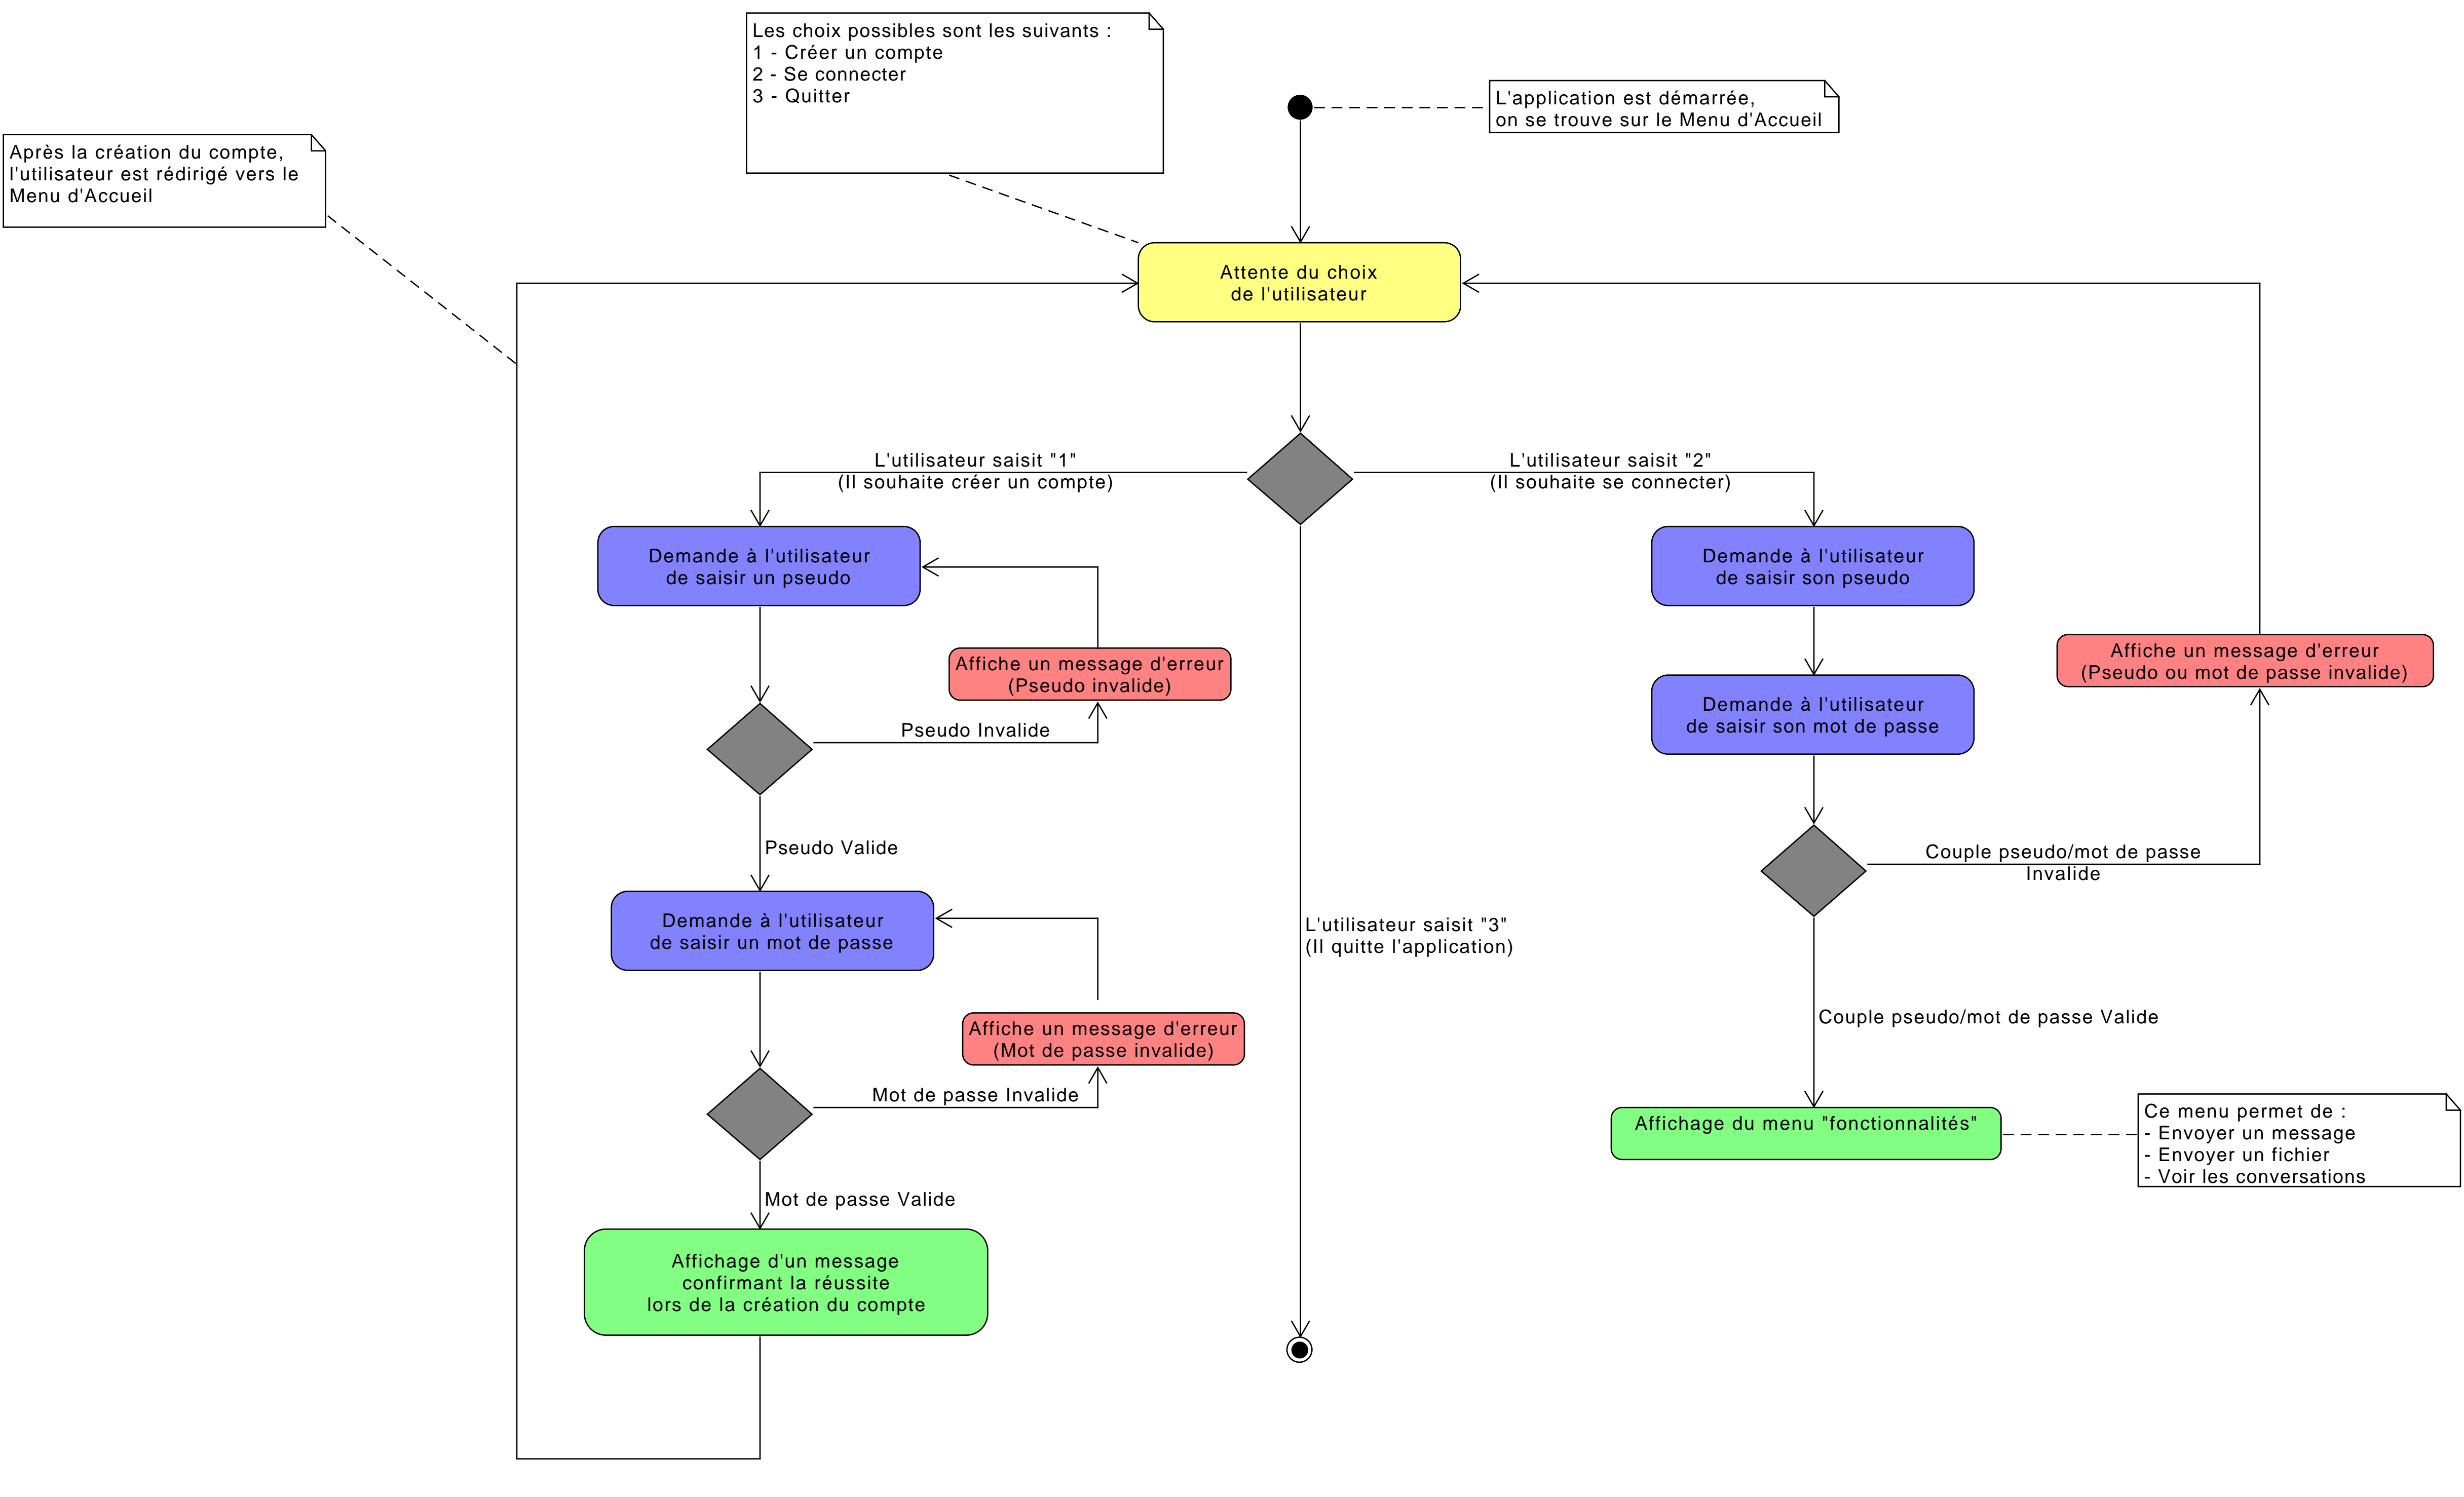 Les choix possibles sont les suivants :
1 - Créer un compte
2 - Se connecter
3 - Quitter
L'application est démarrée,
on se trouve sur le Menu d'Accueil
Après la création du compte,
l'utilisateur est rédirigé vers le
Menu d'Accueil
Attente du choix
de l'utilisateur
L'utilisateur saisit "1"
(Il souhaite créer un compte)
L'utilisateur saisit "2"
(Il souhaite se connecter)
Demande à l'utilisateur
de saisir un pseudo
Demande à l'utilisateur
de saisir son pseudo
Affiche un message d'erreur
(Pseudo invalide)
Affiche un message d'erreur
(Pseudo ou mot de passe invalide)
Demande à l'utilisateur
de saisir son mot de passe
Pseudo Invalide
Pseudo Valide
Couple pseudo/mot de passe
Invalide
Demande à l'utilisateur
de saisir un mot de passe
L'utilisateur saisit "3"
(Il quitte l'application)
Affiche un message d'erreur
(Mot de passe invalide)
Couple pseudo/mot de passe Valide
Mot de passe Invalide
Affichage du menu "fonctionnalités"
Ce menu permet de :
- Envoyer un message
- Envoyer un fichier
- Voir les conversations
Mot de passe Valide
Affichage d'un message
confirmant la réussite
lors de la création du compte